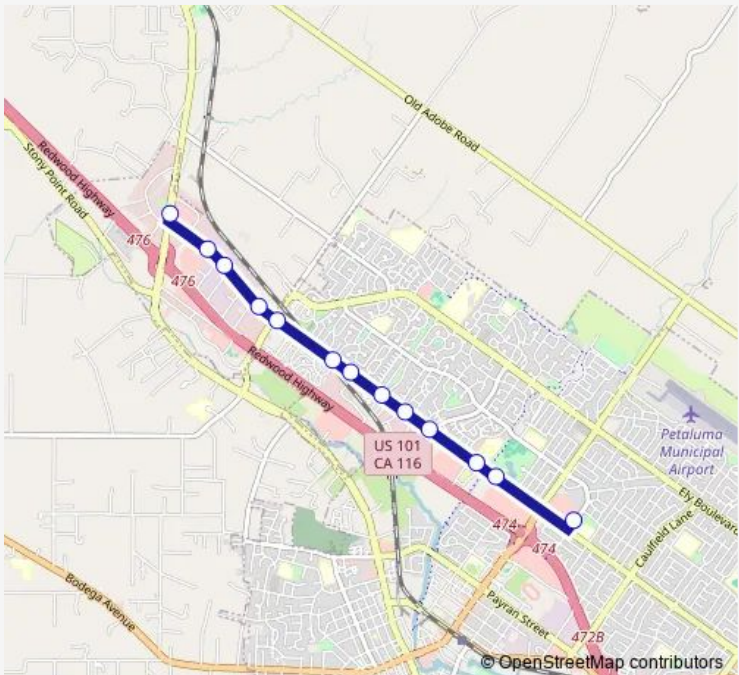 Old Adobe Road
Redwood Highway
Stony Point Road
476
476
Redwood Highway
US 101
CA 116
Petaluma
Municipal
Airport
Ely Boulevard
Caulfield Lane
474
474
Payran Street
Bodega Avenue
472B
© OpenStreetMap contributors